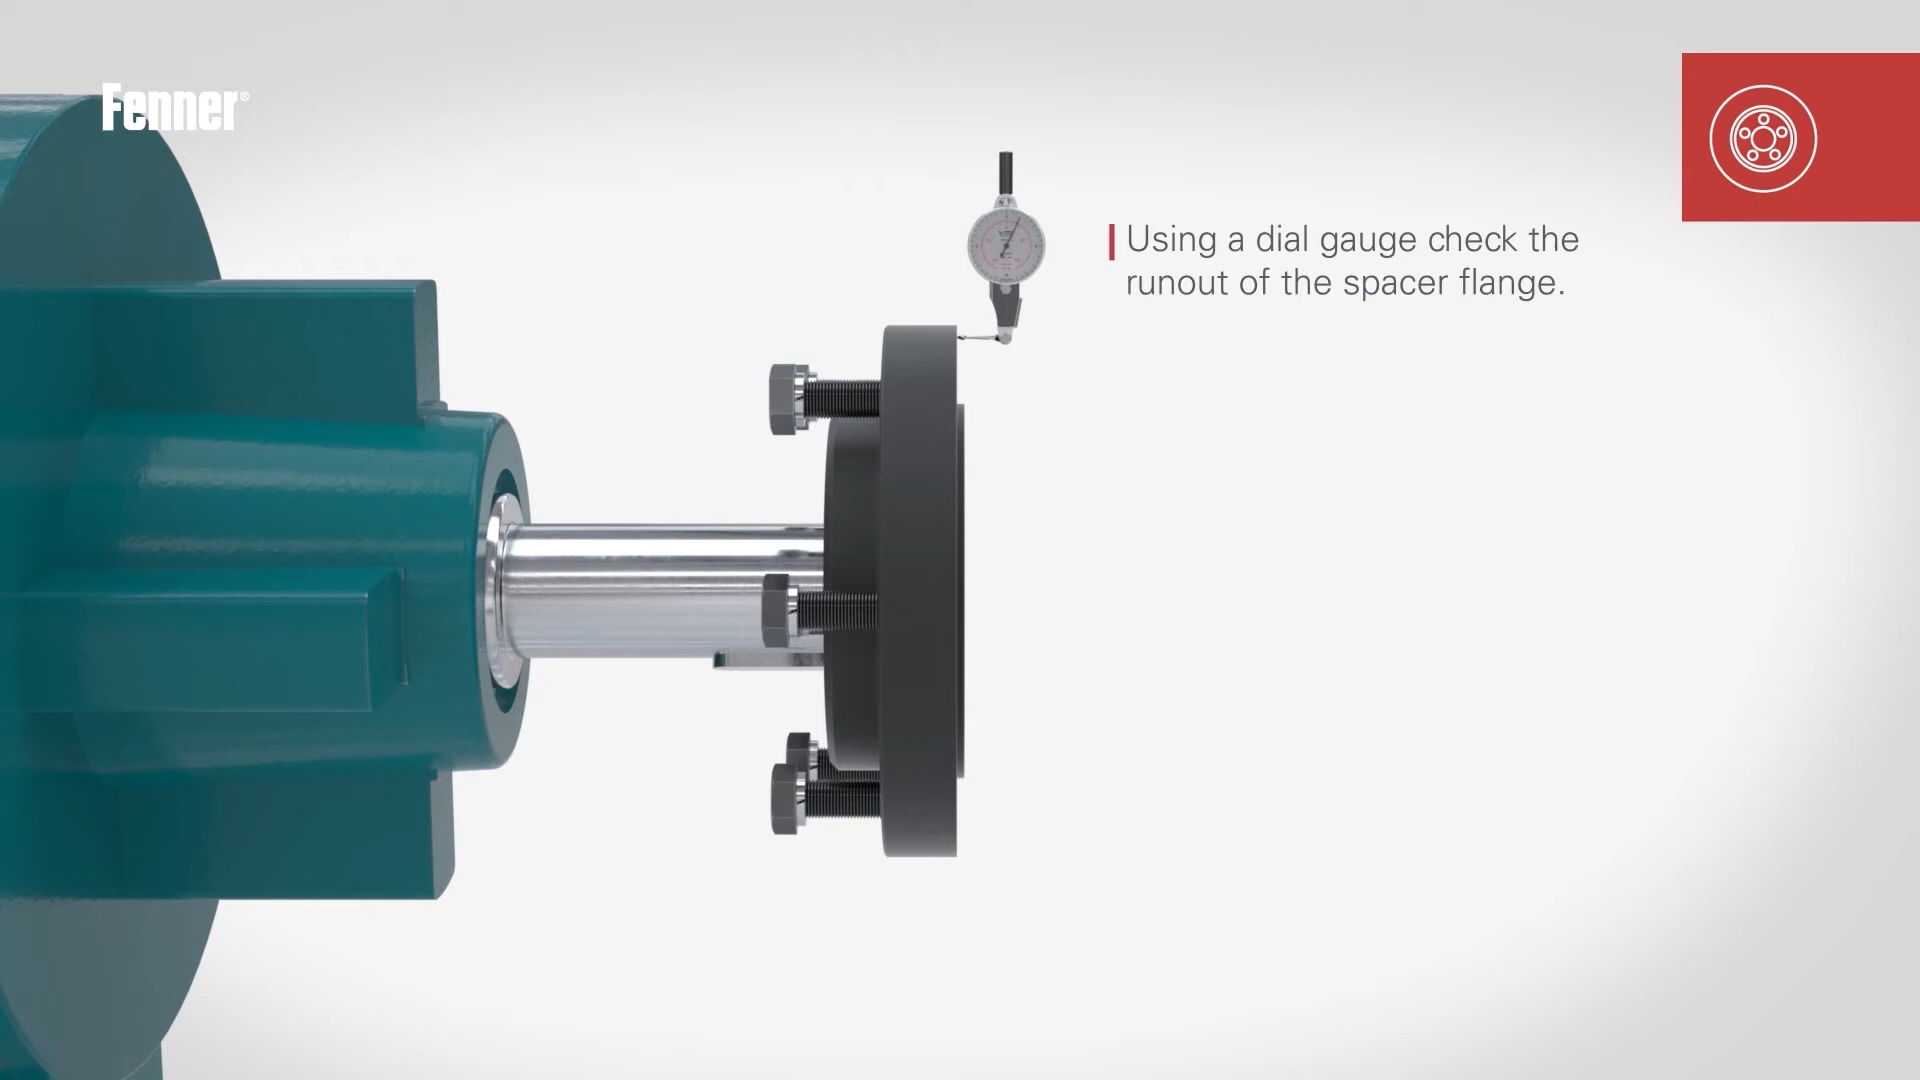 Fenner®
Using a dial gauge check the
runout of the spacer flange.